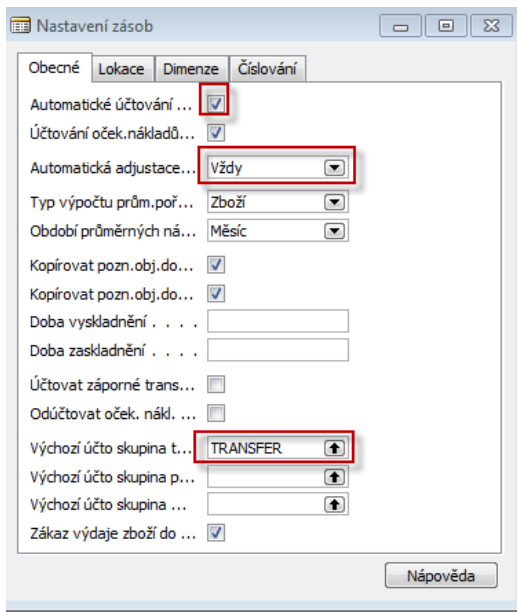 Nastavení zásob
Obecné Lokace Dimenze Číslování
Automatické účtování ...
Účtování oček.nákladů...
Automatická adjustace... Vždy
Typ výpočtu prům.poř... Zboží
Období průměrných ná... Měsíc
Kopírovat pozn.obj.do...
Kopírovat pozn.obj.do...
Doba vyskladnění . . . .
Doba zaskladnění . . . .
Účtovat záporné trans...
Odúčtovat oček. nákl. ...
Výchozí účto skupina t... TRANSFER
Výchozí účto skupina p...
Výchozí účto skupina ...
Zákaz výdaje zboží do ...
Nápověda